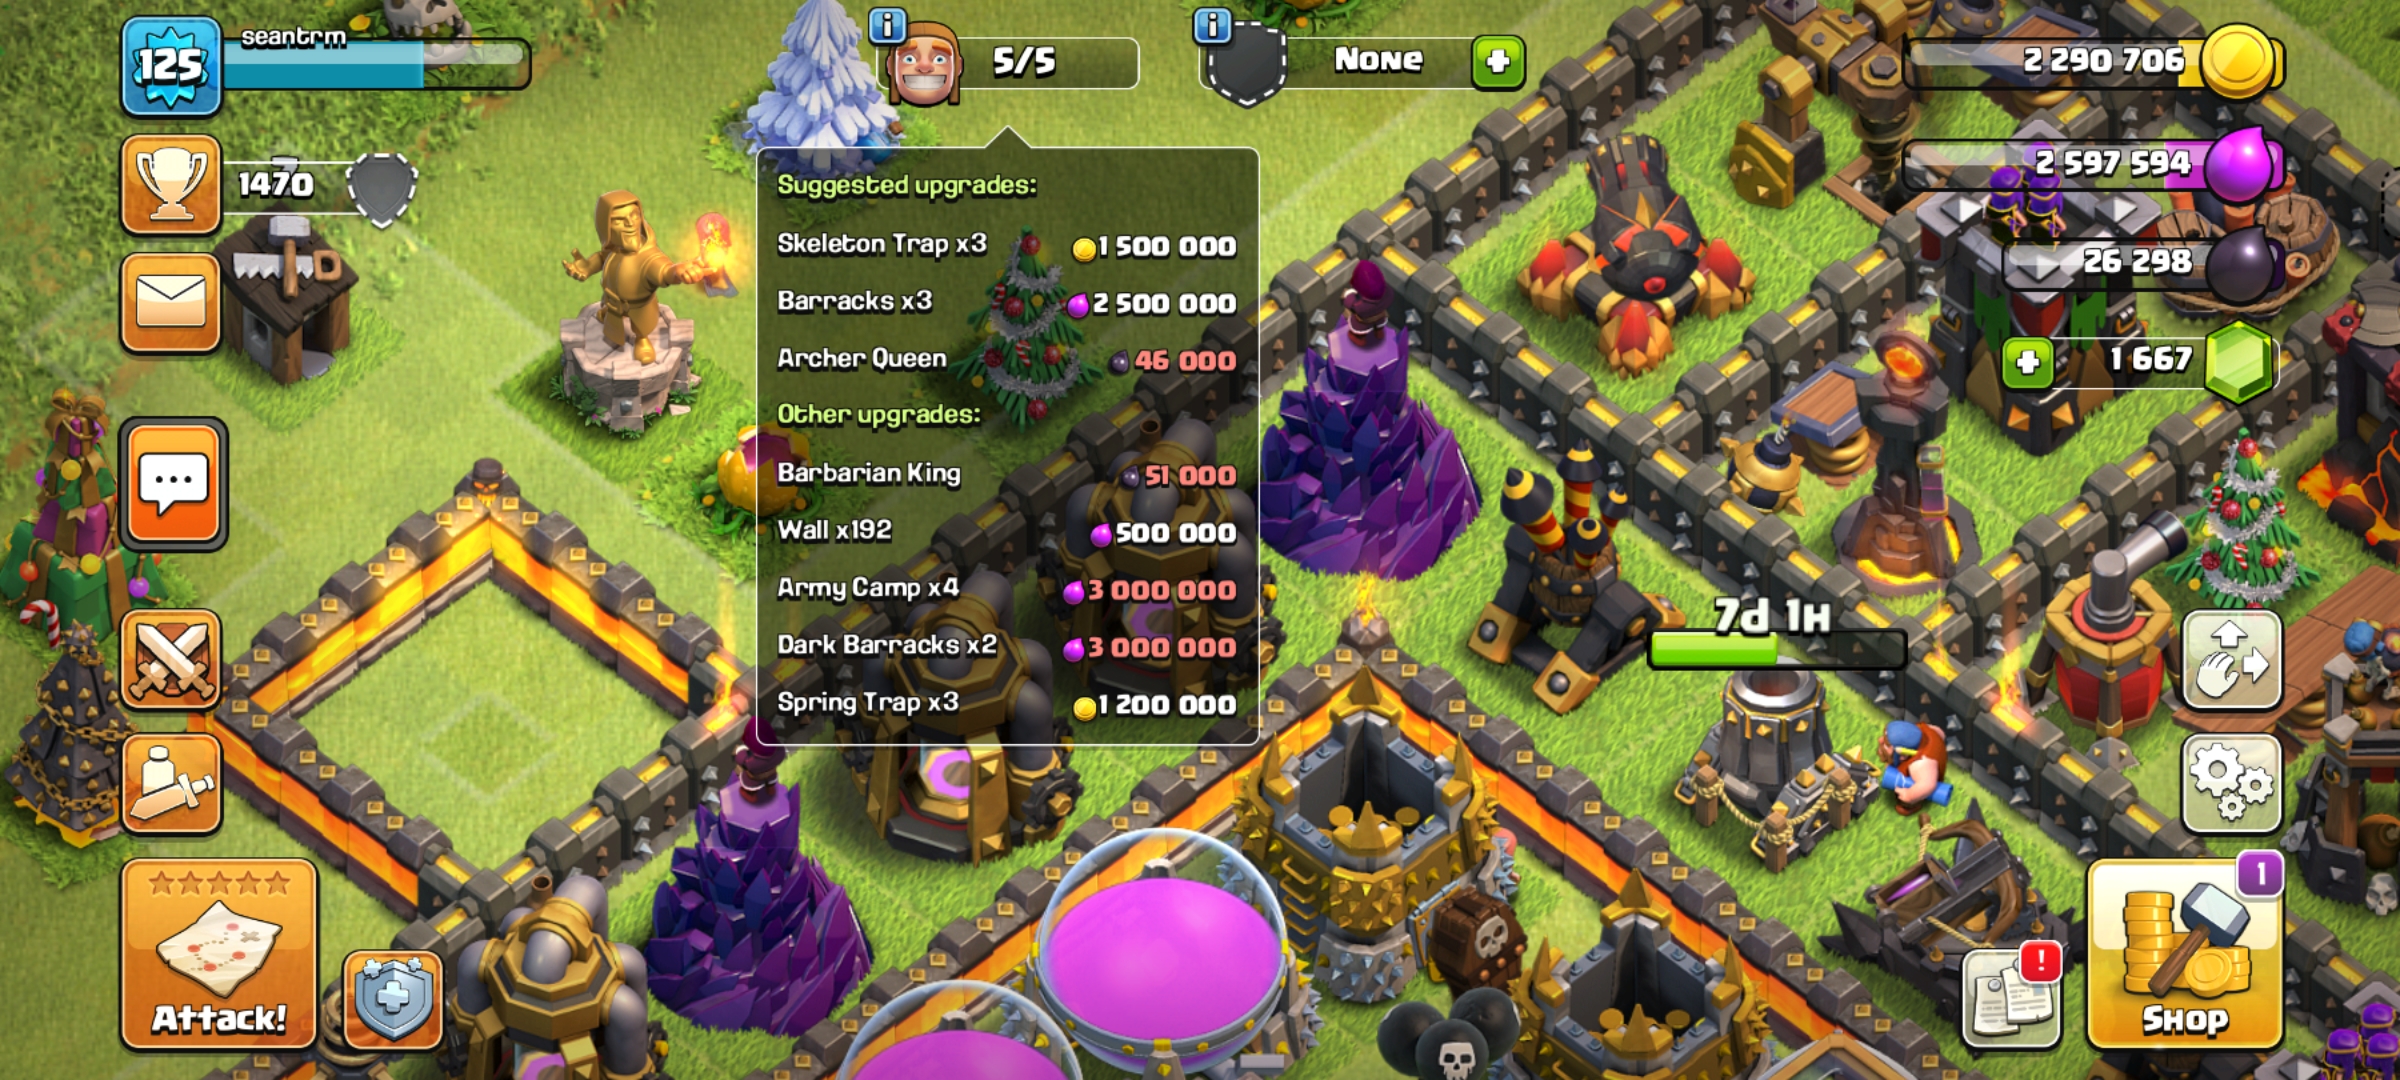 125
seantrm
5/5
None
2 290 706
1470
2 597 594
26 298
1 667
Suggested upgrades:
Skeleton Trap x3 1 500 000
Barracks x3 2 500 000
Archer Queen 46 000
Other upgrades:
Barbarian King 51 000
Wall x192 500 000
Army Camp x4 3 000 000
Dark Barracks x2 3 000 000
Spring Trap x3 1 200 000
7d 1H
Attack!
!
1
Shop